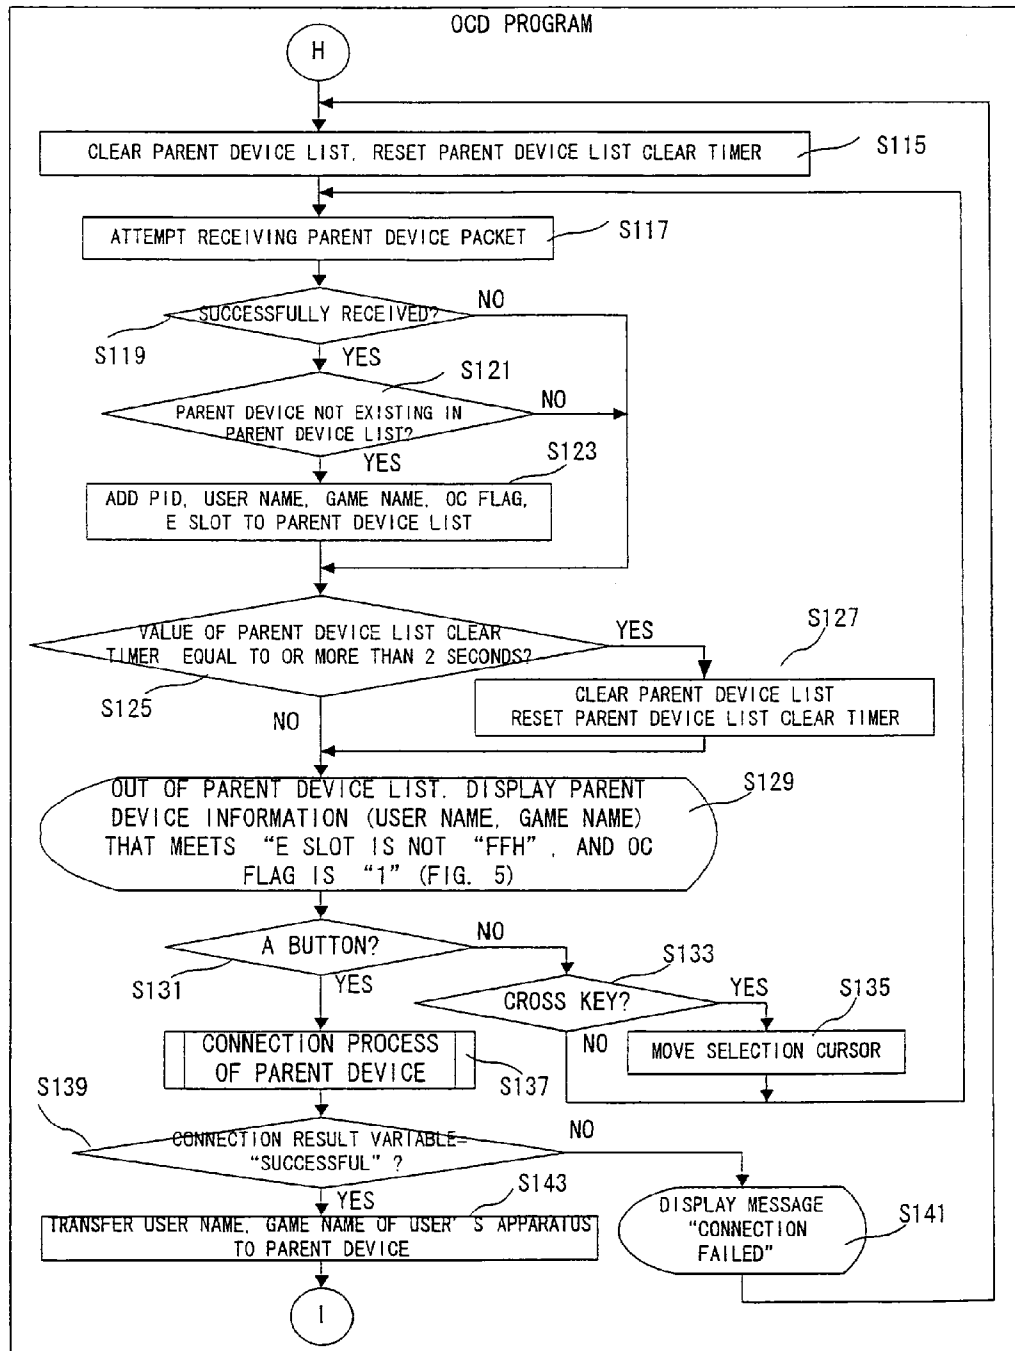 OCD PROGRAM
H
CLEAR PARENT DEVICE LIST, RESET PARENT DEVICE LIST CLEAR TIMER
S115
ATTEMPT RECEIVING PARENT DEVICE PACKET
S117
SUCCESSFULLY RECEIVED?
NO
S119
YES
S121
PARENT DEVICE NOT EXISTING IN
PARENT DEVICE LIST?
NO
YES
S123
ADD PID, USER NAME, GAME NAME, OC FLAG,
E SLOT TO PARENT DEVICE LIST
VALUE OF PARENT DEVICE LIST CLEAR
TIMER EQUAL TO OR MORE THAN 2 SECONDS?
YES
S127
S125
NO
CLEAR PARENT DEVICE LIST
RESET PARENT DEVICE LIST CLEAR TIMER
OUT OF PARENT DEVICE LIST, DISPLAY PARENT
DEVICE INFORMATION (USER NAME, GAME NAME)
THAT MEETS "E SLOT IS NOT "FFH", AND OC
FLAG IS "1" (FIG. 5)
S129
A BUTTON?
NO
S131
YES
S133
CROSS KEY?
YES
S135
NO
MOVE SELECTION CURSOR
CONNECTION PROCESS
OF PARENT DEVICE
S137
S139
CONNECTION RESULT VARIABLE=
"SUCCESSFUL" ?
NO
YES
S143
TRANSFER USER NAME, GAME NAME OF USER'S APPARATUS
TO PARENT DEVICE
DISPLAY MESSAGE
"CONNECTION
FAILED"
S141
I